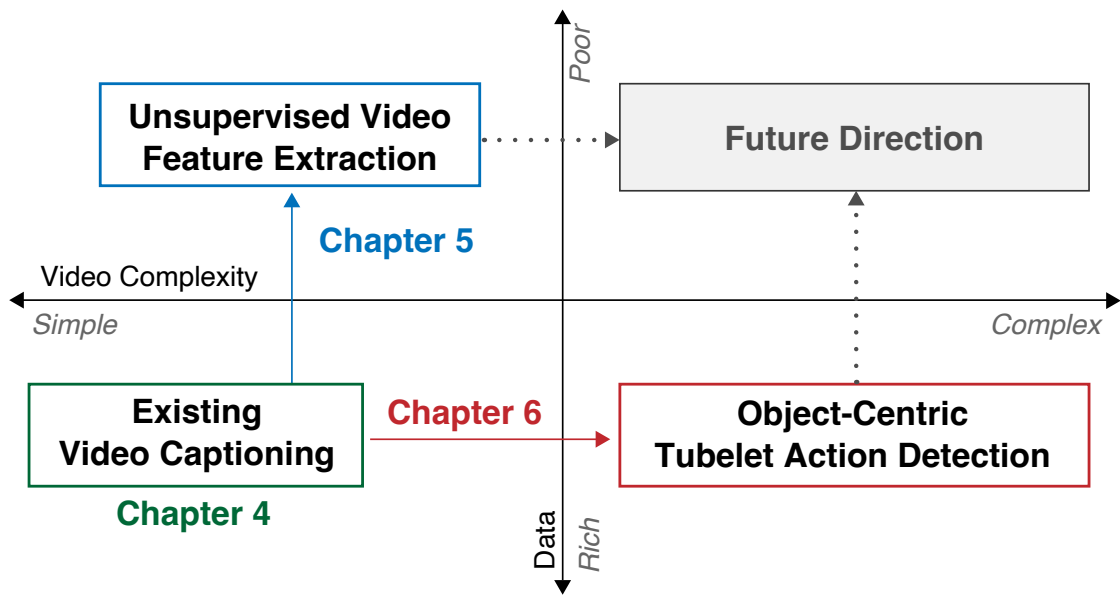 Poor
Unsupervised Video
Feature Extraction
Future Direction
Chapter 5
Video Complexity
Simple
Complex
Existing
Video Captioning
Chapter 6
Object-Centric
Tubelet Action Detection
Chapter 4
Data
Rich